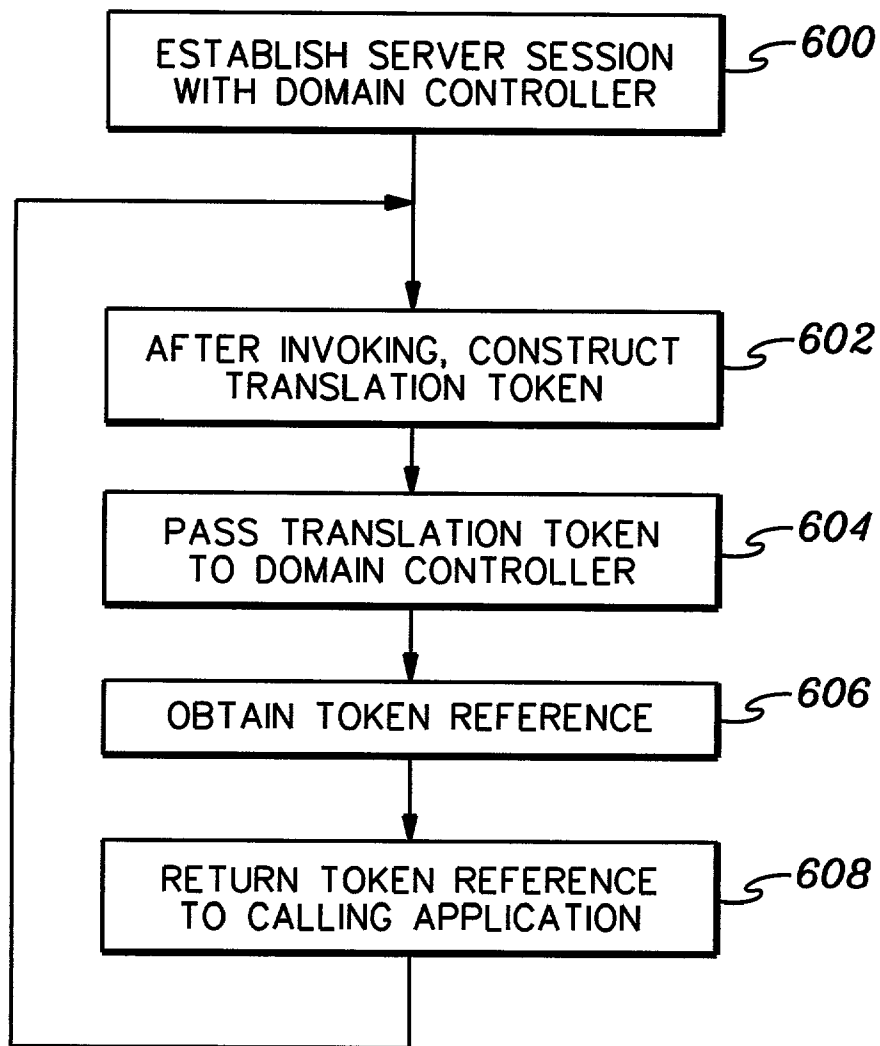 ESTABLISH SERVER SESSION
WITH DOMAIN CONTROLLER
600
AFTER INVOKING, CONSTRUCT
TRANSLATION TOKEN
602
PASS TRANSLATION TOKEN
TO DOMAIN CONTROLLER
604
OBTAIN TOKEN REFERENCE
606
RETURN TOKEN REFERENCE
TO CALLING APPLICATION
608